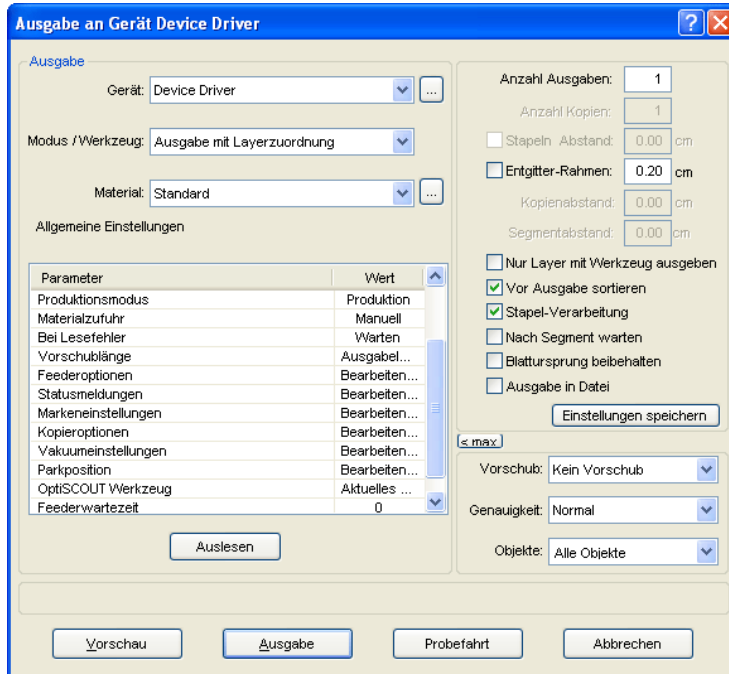 Ausgabe an Gerät Device Driver
Ausgabe
Gerät: Device Driver ...
Modus / Werkzeug: Ausgabe mit Layerzuordnung
Material: Standard ...
Allgemeine Einstellungen
Parameter Wert
Produktionsmodus Produktion
Materialzufuhr Manuell
Bei Lesefehler Warten
Vorschublänge Ausgabel...
Feederoptionen Bearbeiten...
Statusmeldungen Bearbeiten...
Markeneinstellungen Bearbeiten...
Kopieroptionen Bearbeiten...
Vakuumeinstellungen Bearbeiten...
Parkposition Bearbeiten...
OptiSCOUT Werkzeug Aktuelles ...
Feederwartezeit 0
Auslesen
Anzahl Ausgaben: 1
Anzahl Kopien: 1
Stapeln Abstand: 0.00 cm
Entgitter-Rahmen: 0.20 cm
Kopienabstand: 0.00 cm
Segmentabstand: 0.00 cm
Nur Layer mit Werkzeug ausgeben
Vor Ausgabe sortieren
Stapel-Verarbeitung
Nach Segment warten
Blattursprung beibehalten
Ausgabe in Datei
Einstellungen speichern
< max
Vorschub: Kein Vorschub
Genauigkeit: Normal
Objekte: Alle Objekte
Vorschau Ausgabe Probefahrt Abbrechen